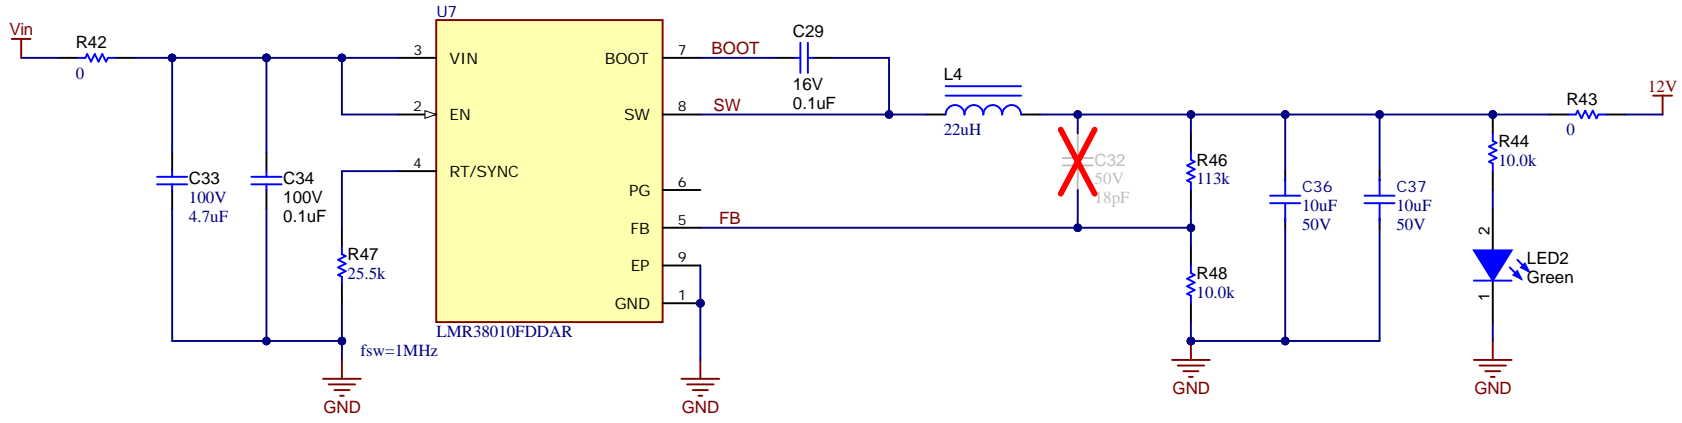 U7
Vin
R42
0
3
VIN
2
EN
4
RT/SYNC
BOOT
7
BOOT
SW
8
SW
PG
6
FB
5
FB
EP
9
GND
1
LMR38010FDDAR
C33
100V
4.7uF
C34
100V
0.1uF
R47
25.5k
fsw=1MHz
GND
GND
C29
16V
0.1uF
L4
22uH
C32
50V
18pF
R46
113k
R48
10.0k
GND
C36
10uF
50V
C37
10uF
50V
R44
10.0k
2
LED2
Green
1
GND
R43
0
12V